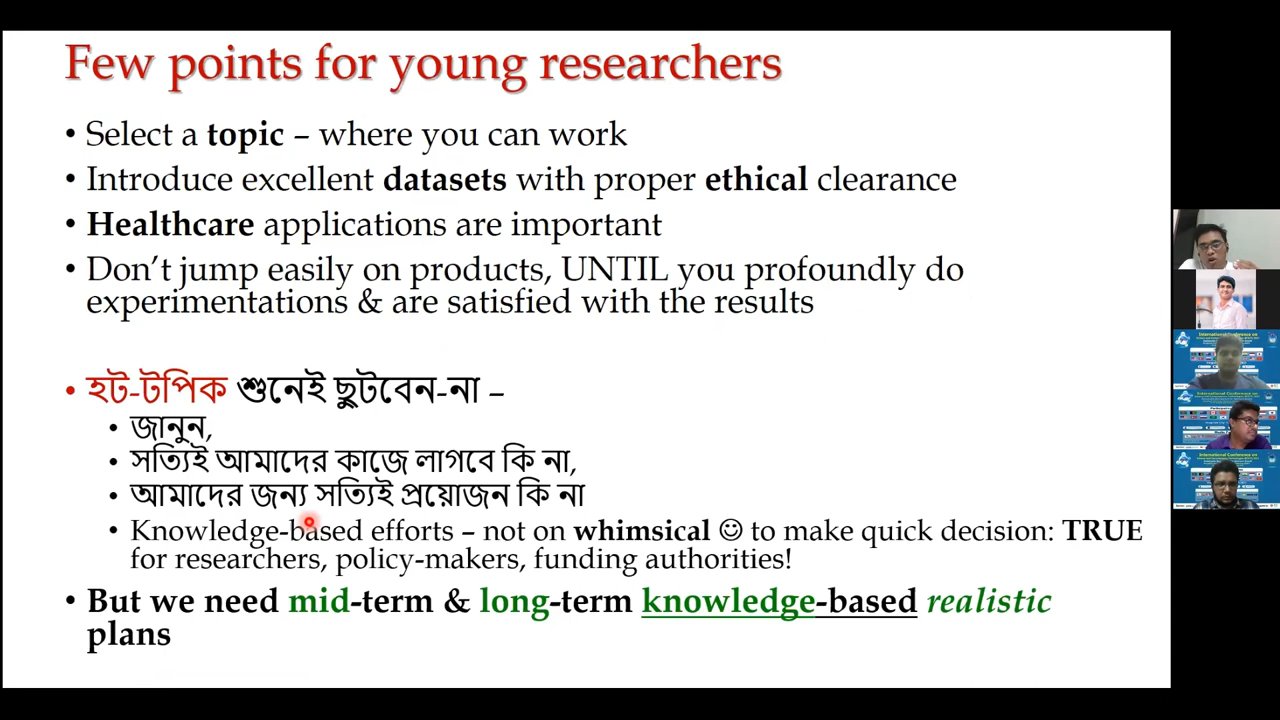 Few points for young researchers
• Select a topic – where you can work
• Introduce excellent datasets with proper ethical clearance
• Healthcare applications are important
• Don't jump easily on products, UNTIL you profoundly do
experimentations & are satisfied with the results
• হট-টপিক শুনেই ছুটবেন-না –
• জানুন,
• সত্যিই আমাদের কাজে লাগবে কি না,
• আমাদের জন্য সত্যিই প্রয়োজন কি না
• Knowledge-based efforts – not on whimsical ☺ to make quick decision: TRUE
for researchers, policy-makers, funding authorities!
• But we need mid-term & long-term knowledge-based realistic
plans
International Conference on